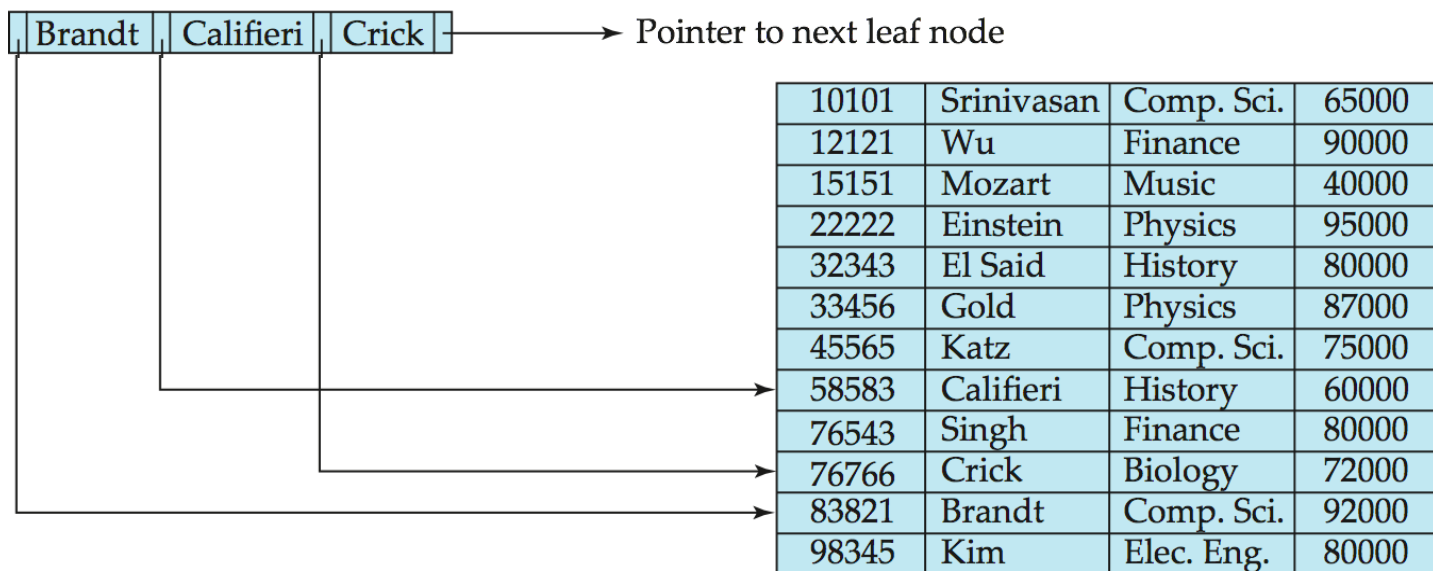 Brandt Califieri Crick Pointer to next leaf node
10101 Srinivasan Comp. Sci. 65000
12121 Wu Finance 90000
15151 Mozart Music 40000
22222 Einstein Physics 95000
32343 El Said History 80000
33456 Gold Physics 87000
45565 Katz Comp. Sci. 75000
58583 Califieri History 60000
76543 Singh Finance 80000
76766 Crick Biology 72000
83821 Brandt Comp. Sci. 92000
98345 Kim Elec. Eng. 80000